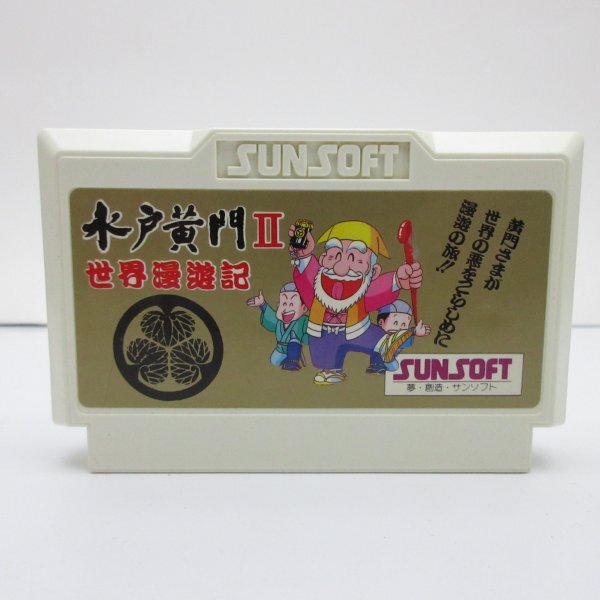 SUNSOFT
水戸黄門II
世界漫遊記
黄門さまが
世界の悪をこらしめに
漫遊の旅!!
SUNSOFT
夢・創造・サンソフト